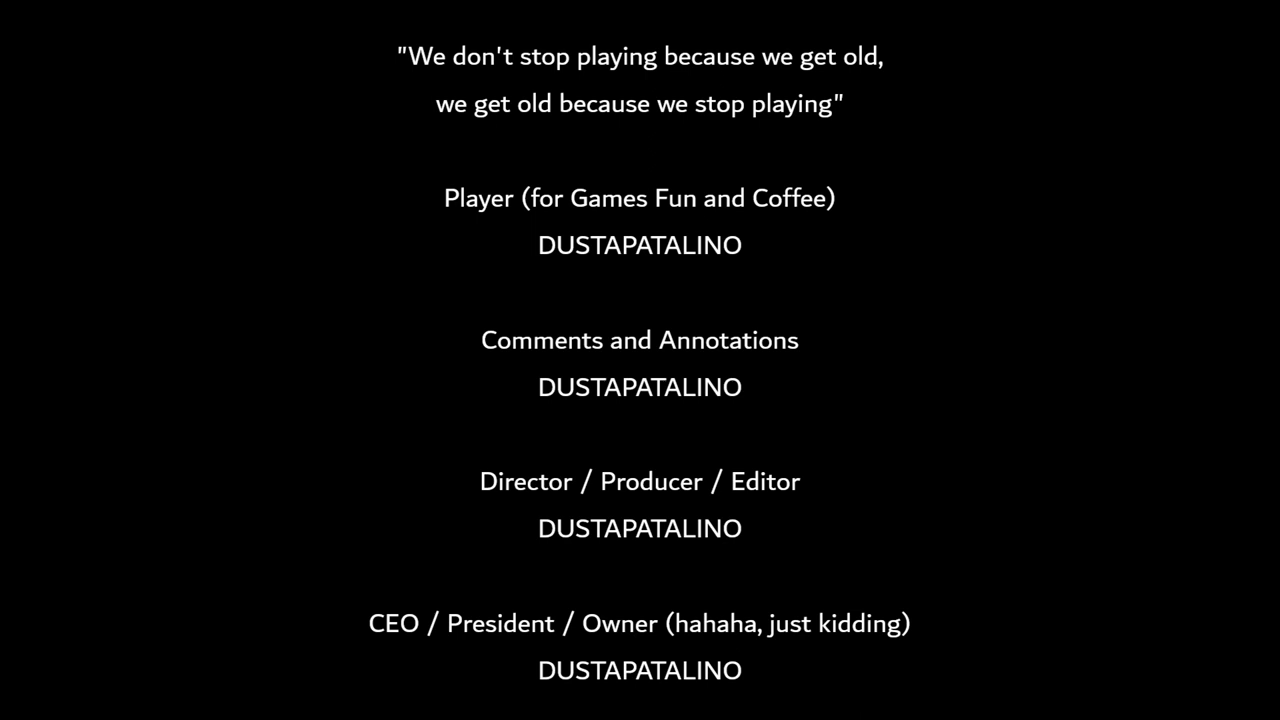 "We don't stop playing because we get old,
we get old because we stop playing"
Player (for Games Fun and Coffee)
DUSTAPATALINO
Comments and Annotations
DUSTAPATALINO
Director / Producer / Editor
DUSTAPATALINO
CEO / President / Owner (hahaha, just kidding)
DUSTAPATALINO